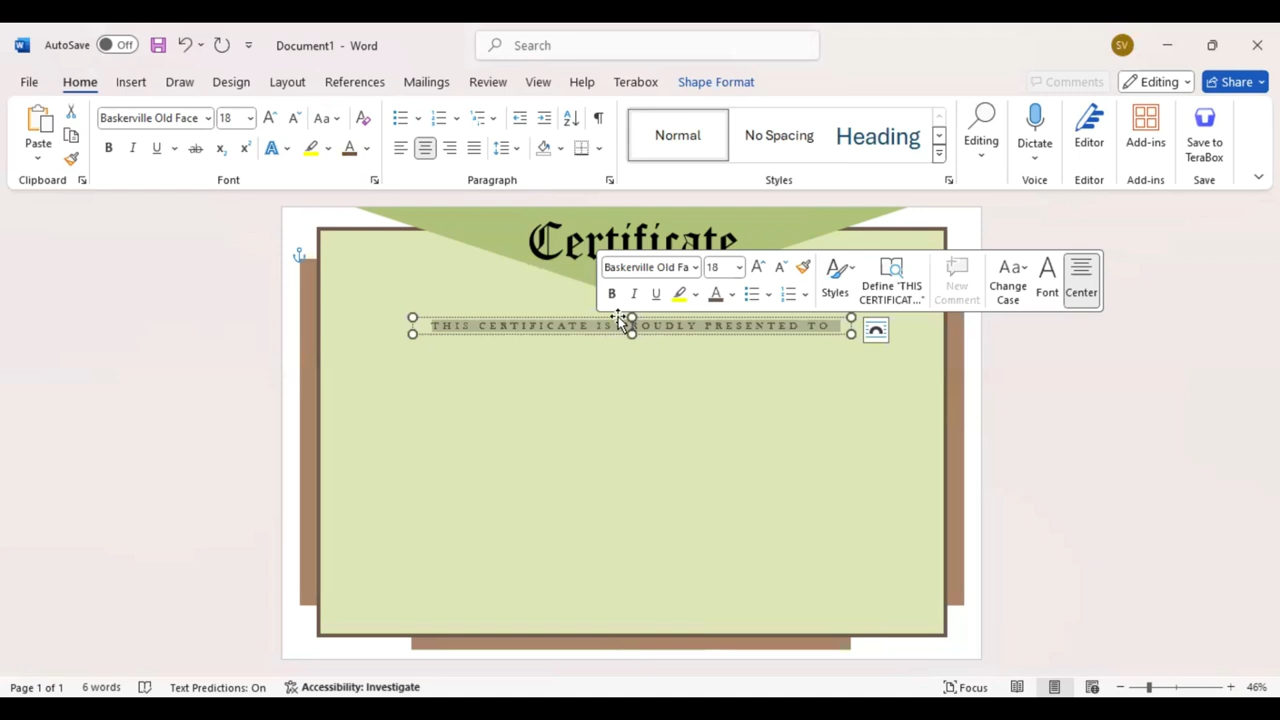 AutoSave Off Document1 - Word Search SV
File Home Insert Draw Design Layout References Mailings Review View Help Terabox Shape Format Comments Editing Share
Baskerville Old Face 18 Aa Normal No Spacing Heading
Paste Editing Dictate Editor Add-ins Save to TeraBox
Clipboard Font Paragraph Styles Voice Editor Add-ins Save
Certificate
Baskerville Old Fa 18 Styles Define "THIS CERTIFICAT..." New Comment Aa Change Case Font Center
THIS CERTIFICATE IS PROUDLY PRESENTED TO
Page 1 of 1 6 words Text Predictions: On Accessibility: Investigate Focus 46%